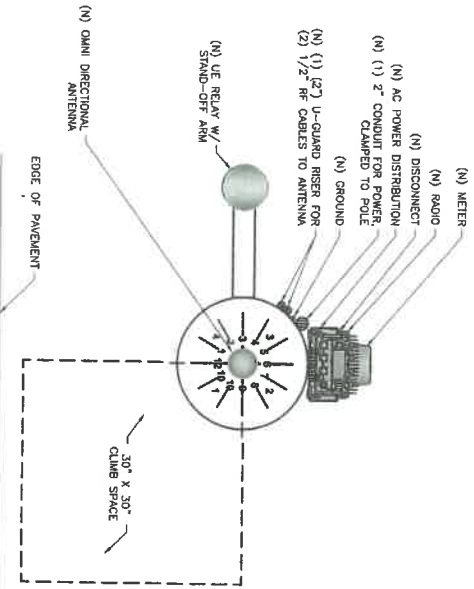 (N) METER
(N) RADIO
(N) DISCONNECT
(N) AC POWER DISTRIBUTION
(N) (1) 2" CONDUIT FOR POWER,
CLAMPED TO POLE
(N) GROUND
(N) (1) (2") U-GUARD RISER FOR
(2) 1/2" RF CABLES TO ANTENNA
(N) UE RELAY W/
STAND-OFF ARM
(N) OMNI DIRECTIONAL
ANTENNA
EDGE OF PAVEMENT
30" X 30"
CLIMB SPACE